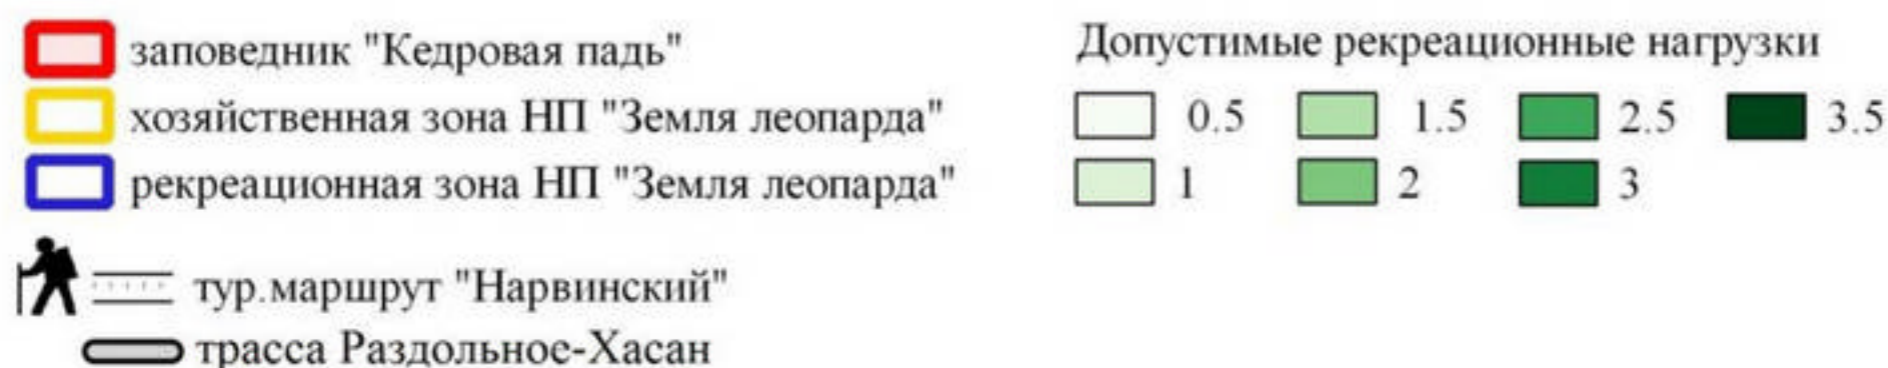 заповедник "Кедровая падь"
хозяйственная зона НП "Земля леопарда"
рекреационная зона НП "Земля леопарда"
тур.маршрут "Нарвинский"
трасса Раздольное-Хасан
Допустимые рекреационные нагрузки
0.5 1.5 2.5 3.5
1 2 3